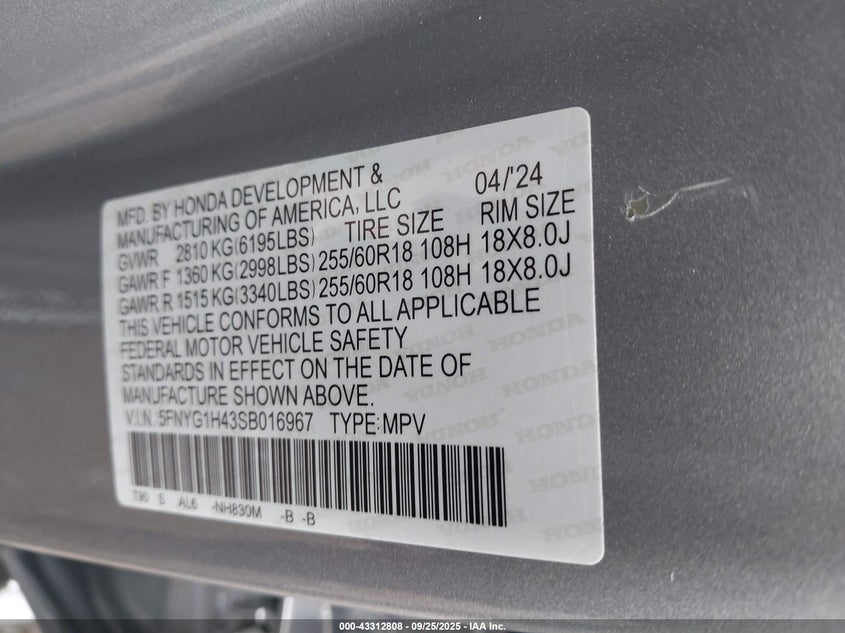 MFD. BY HONDA DEVELOPMENT & 04/'24
MANUFACTURING OF AMERICA, LLC
GVWR 2810 KG(6195LBS) TIRE SIZE RIM SIZE
GAWR F 1360 KG(2998LBS) 255/60R18 108H 18X8.0J
GAWR R 1515 KG(3340LBS) 255/60R18 108H 18X8.0J
THIS VEHICLE CONFORMS TO ALL APPLICABLE
FEDERAL MOTOR VEHICLE SAFETY
STANDARDS IN EFFECT ON THE DATE OF
MANUFACTURE SHOWN ABOVE.
V.I.N.:5FNYG1H43SB016967 TYPE:MPV
T90 S AL6 -NH830M -B -B
HONDA
000-43312808 | 09/25/2025 | IAA Inc.